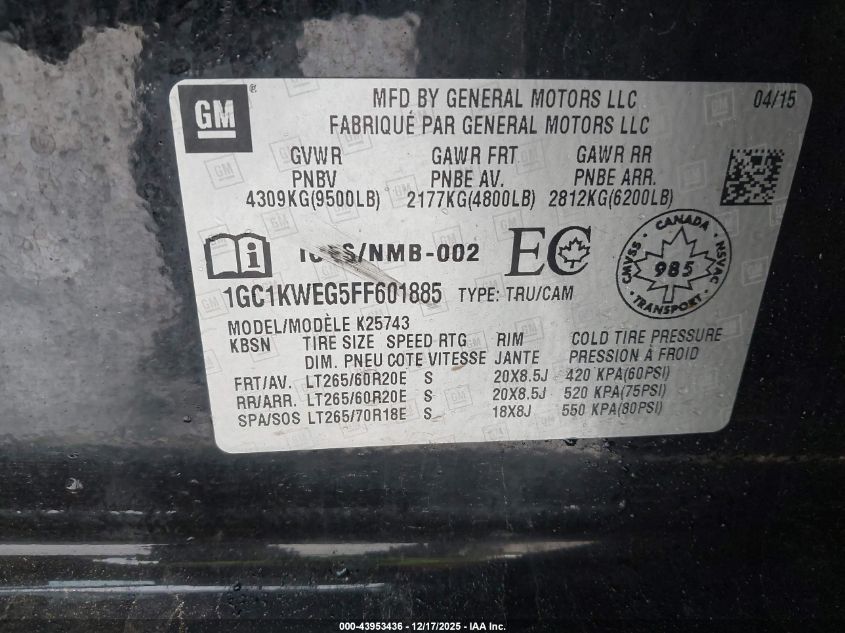 GM
MFD BY GENERAL MOTORS LLC 04/15
FABRIQUÉ PAR GENERAL MOTORS LLC
GVWR GAWR FRT GAWR RR
PNBV PNBE AV. PNBE ARR.
4309KG(9500LB) 2177KG(4800LB) 2812KG(6200LB)
/NMB-002 EC
CANADA CMVSS NSVAC 985 TRANSPORT
1GC1KWEG5FF601885 TYPE: TRU/CAM
MODEL/MODÈLE K25743
KBSN TIRE SIZE SPEED RTG RIM COLD TIRE PRESSURE
DIM. PNEU COTE VITESSE JANTE PRESSION À FROID
FRT/AV. LT265/60R20E S 20X8.5J 420 KPA(60PSI)
RR/ARR. LT265/60R20E S 20X8.5J 520 KPA(75PSI)
SPA/SOS LT265/70R18E S 18X8J 550 KPA(80PSI)
000-43953436 - 12/17/2025 - IAA Inc.